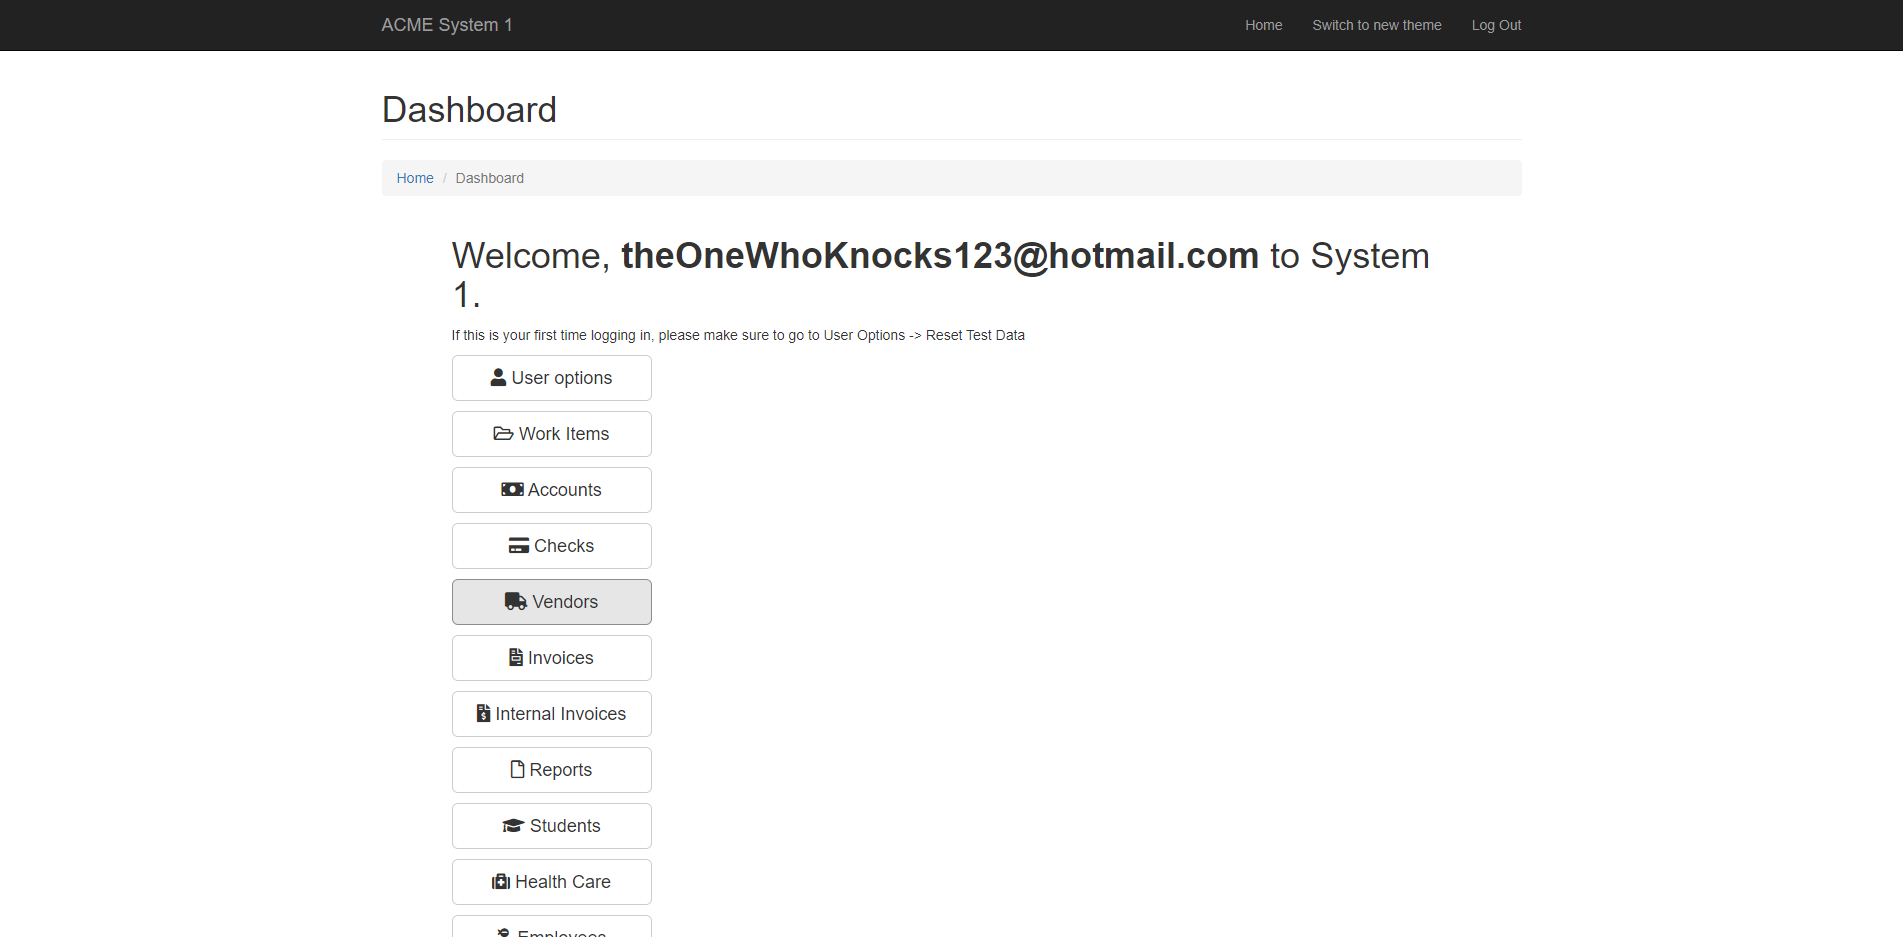 ACME System 1
Home
Switch to new theme
Log Out
Dashboard
Home / Dashboard
Welcome, theOneWhoKnocks123@hotmail.com to System
1.
If this is your first time logging in, please make sure to go to User Options -> Reset Test Data
User options
Work Items
Accounts
Checks
Vendors
Invoices
Internal Invoices
Reports
Students
Health Care
Employees